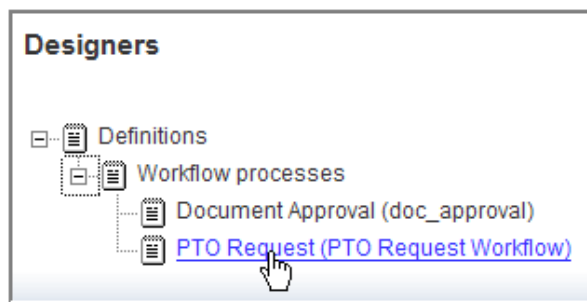 Designers
Definitions
Workflow processes
Document Approval (doc_approval)
PTO Request (PTO Request Workflow)